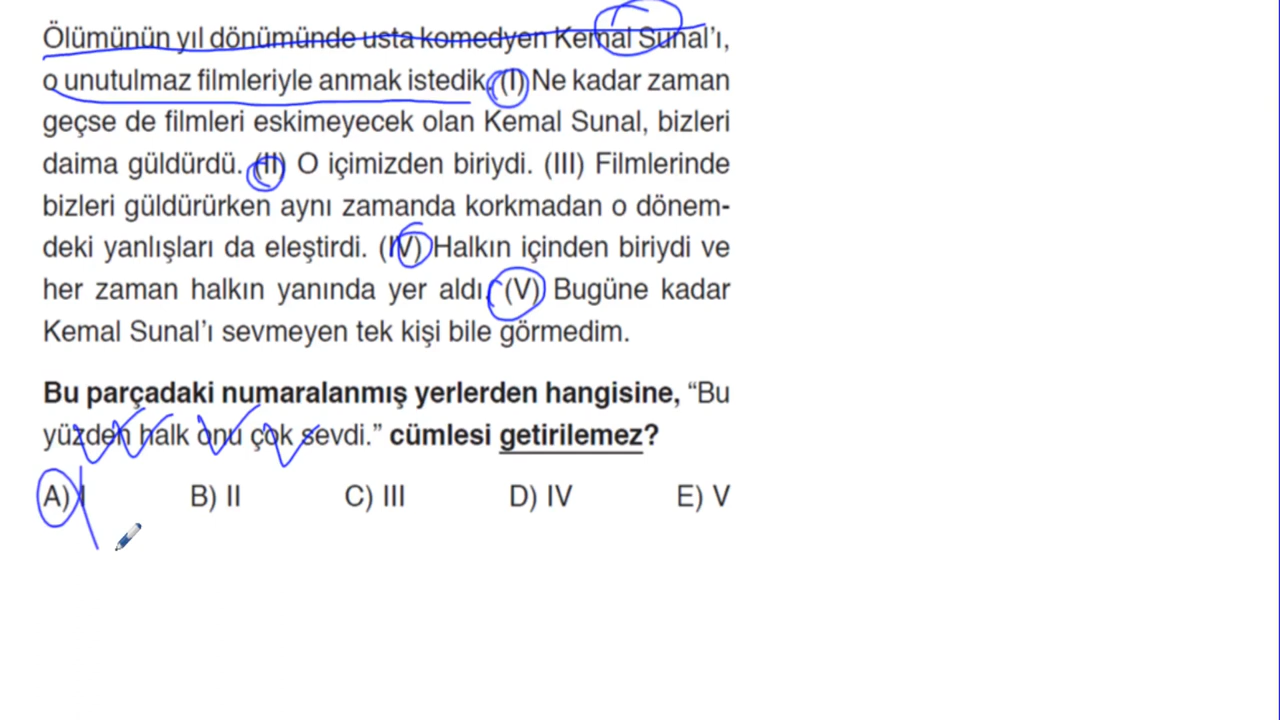 Ölümünün yıl dönümünde usta komedyen Kemal Sunal’ı,
o unutulmaz filmleriyle anmak istedik. (I) Ne kadar zaman
geçse de filmleri eskimeyecek olan Kemal Sunal, bizleri
daima güldürdü. (II) O içimizden biriydi. (III) Filmlerinde
bizleri güldürürken aynı zamanda korkmadan o dönem-
deki yanlışları da eleştirdi. (IV) Halkın içinden biriydi ve
her zaman halkın yanında yer aldı. (V) Bugüne kadar
Kemal Sunal’ı sevmeyen tek kişi bile görmedim.
Bu parçadaki numaralanmış yerlerden hangisine, “Bu
yüzden halk onu çok sevdi.” cümlesi getirilemez?
A) I B) II C) III D) IV E) V